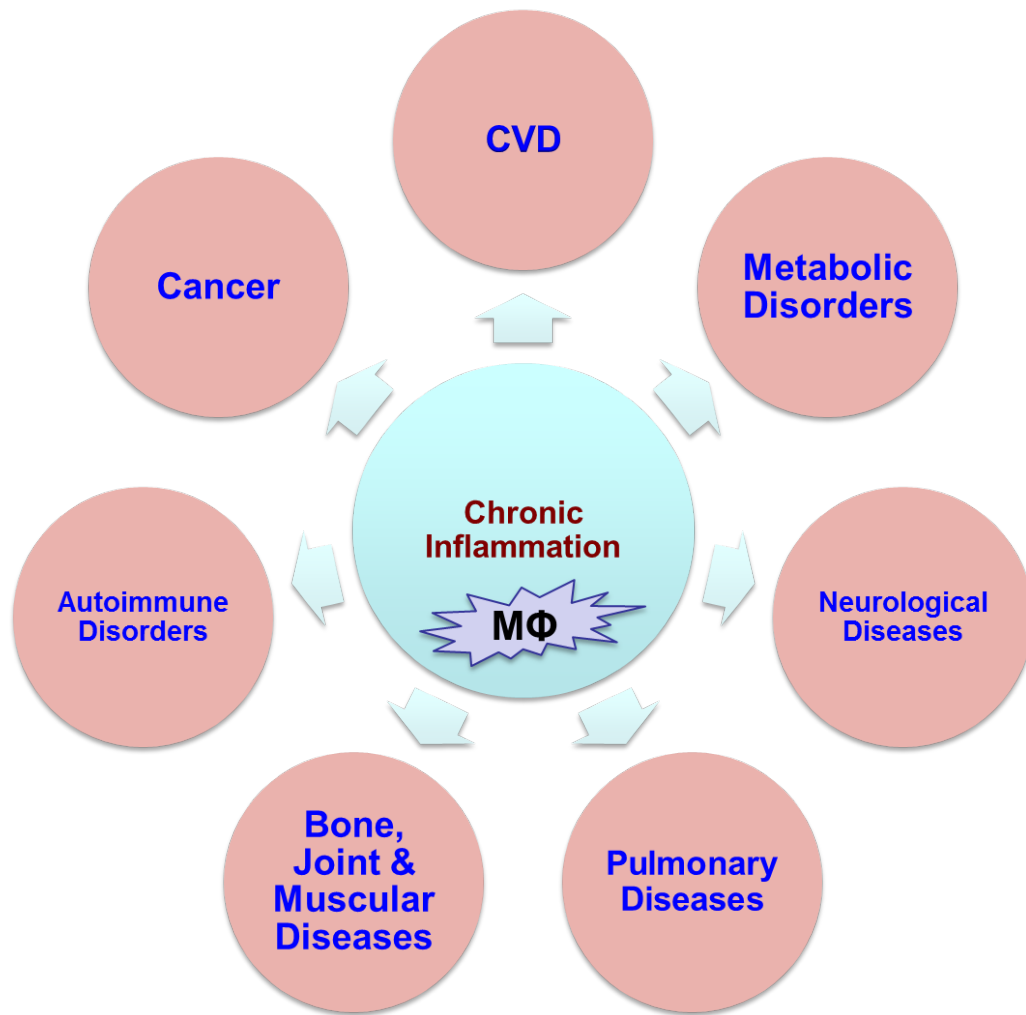 CVD
Metabolic
Disorders
Neurological
Diseases
Pulmonary
Diseases
Bone,
Joint &
Muscular
Diseases
Autoimmune
Disorders
Cancer
Chronic
Inflammation
MΦ